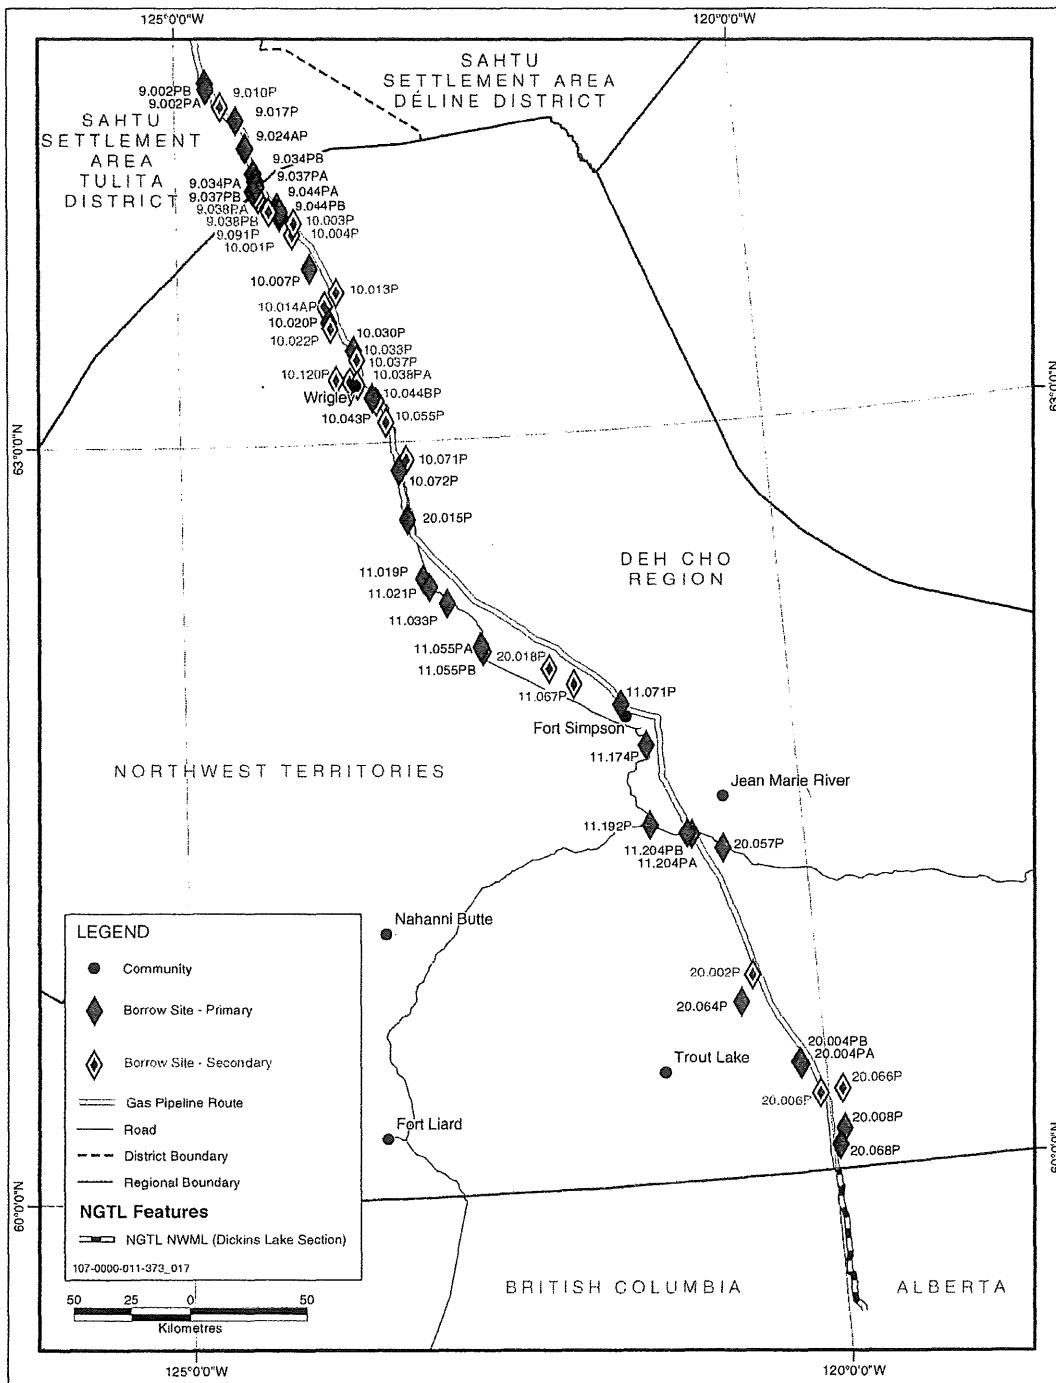 125°0'0"W
120°0'0"W
SAHTU
SETTLEMENT AREA
DÉLINE DISTRICT
9.002PB
9.002PA
9.010P
9.017P
SAHTU
SETTLEMENT
AREA
TULITA
DISTRICT
9.024AP
9.034PB
9.037PA
9.034PA
9.037PB
9.044PA
9.038PA
9.044PB
9.038PB
10.003P
9.091P
10.004P
10.001P
10.007P
10.013P
10.014AP
10.020P
10.022P
10.030P
10.033P
10.037P
10.120P
10.038PA
Wrigley
10.044BP
10.043P
10.055P
63°0'0"N
63°0'0"N
10.071P
10.072P
20.015P
DEH CHO
REGION
11.019P
11.021P
11.033P
11.055PA
20.018P
11.055PB
11.067P
11.071P
Fort Simpson
11.174P
NORTHWEST TERRITORIES
Jean Marie River
11.192P
11.204PB
11.204PA
20.057P
Nahanni Butte
20.002P
20.064P
20.004PB
20.004PA
Trout Lake
20.066P
20.006P
20.008P
20.068P
Fort Liard
60°0'0"N
60°0'0"N
LEGEND
Community
Borrow Site - Primary
Borrow Site - Secondary
Gas Pipeline Route
Road
District Boundary
Regional Boundary
NGTL Features
NGTL NWML (Dickins Lake Section)
107-0000-011-373_017
BRITISH COLUMBIA
ALBERTA
50 25 0 50
Kilometres
125°0'0"W
120°0'0"W